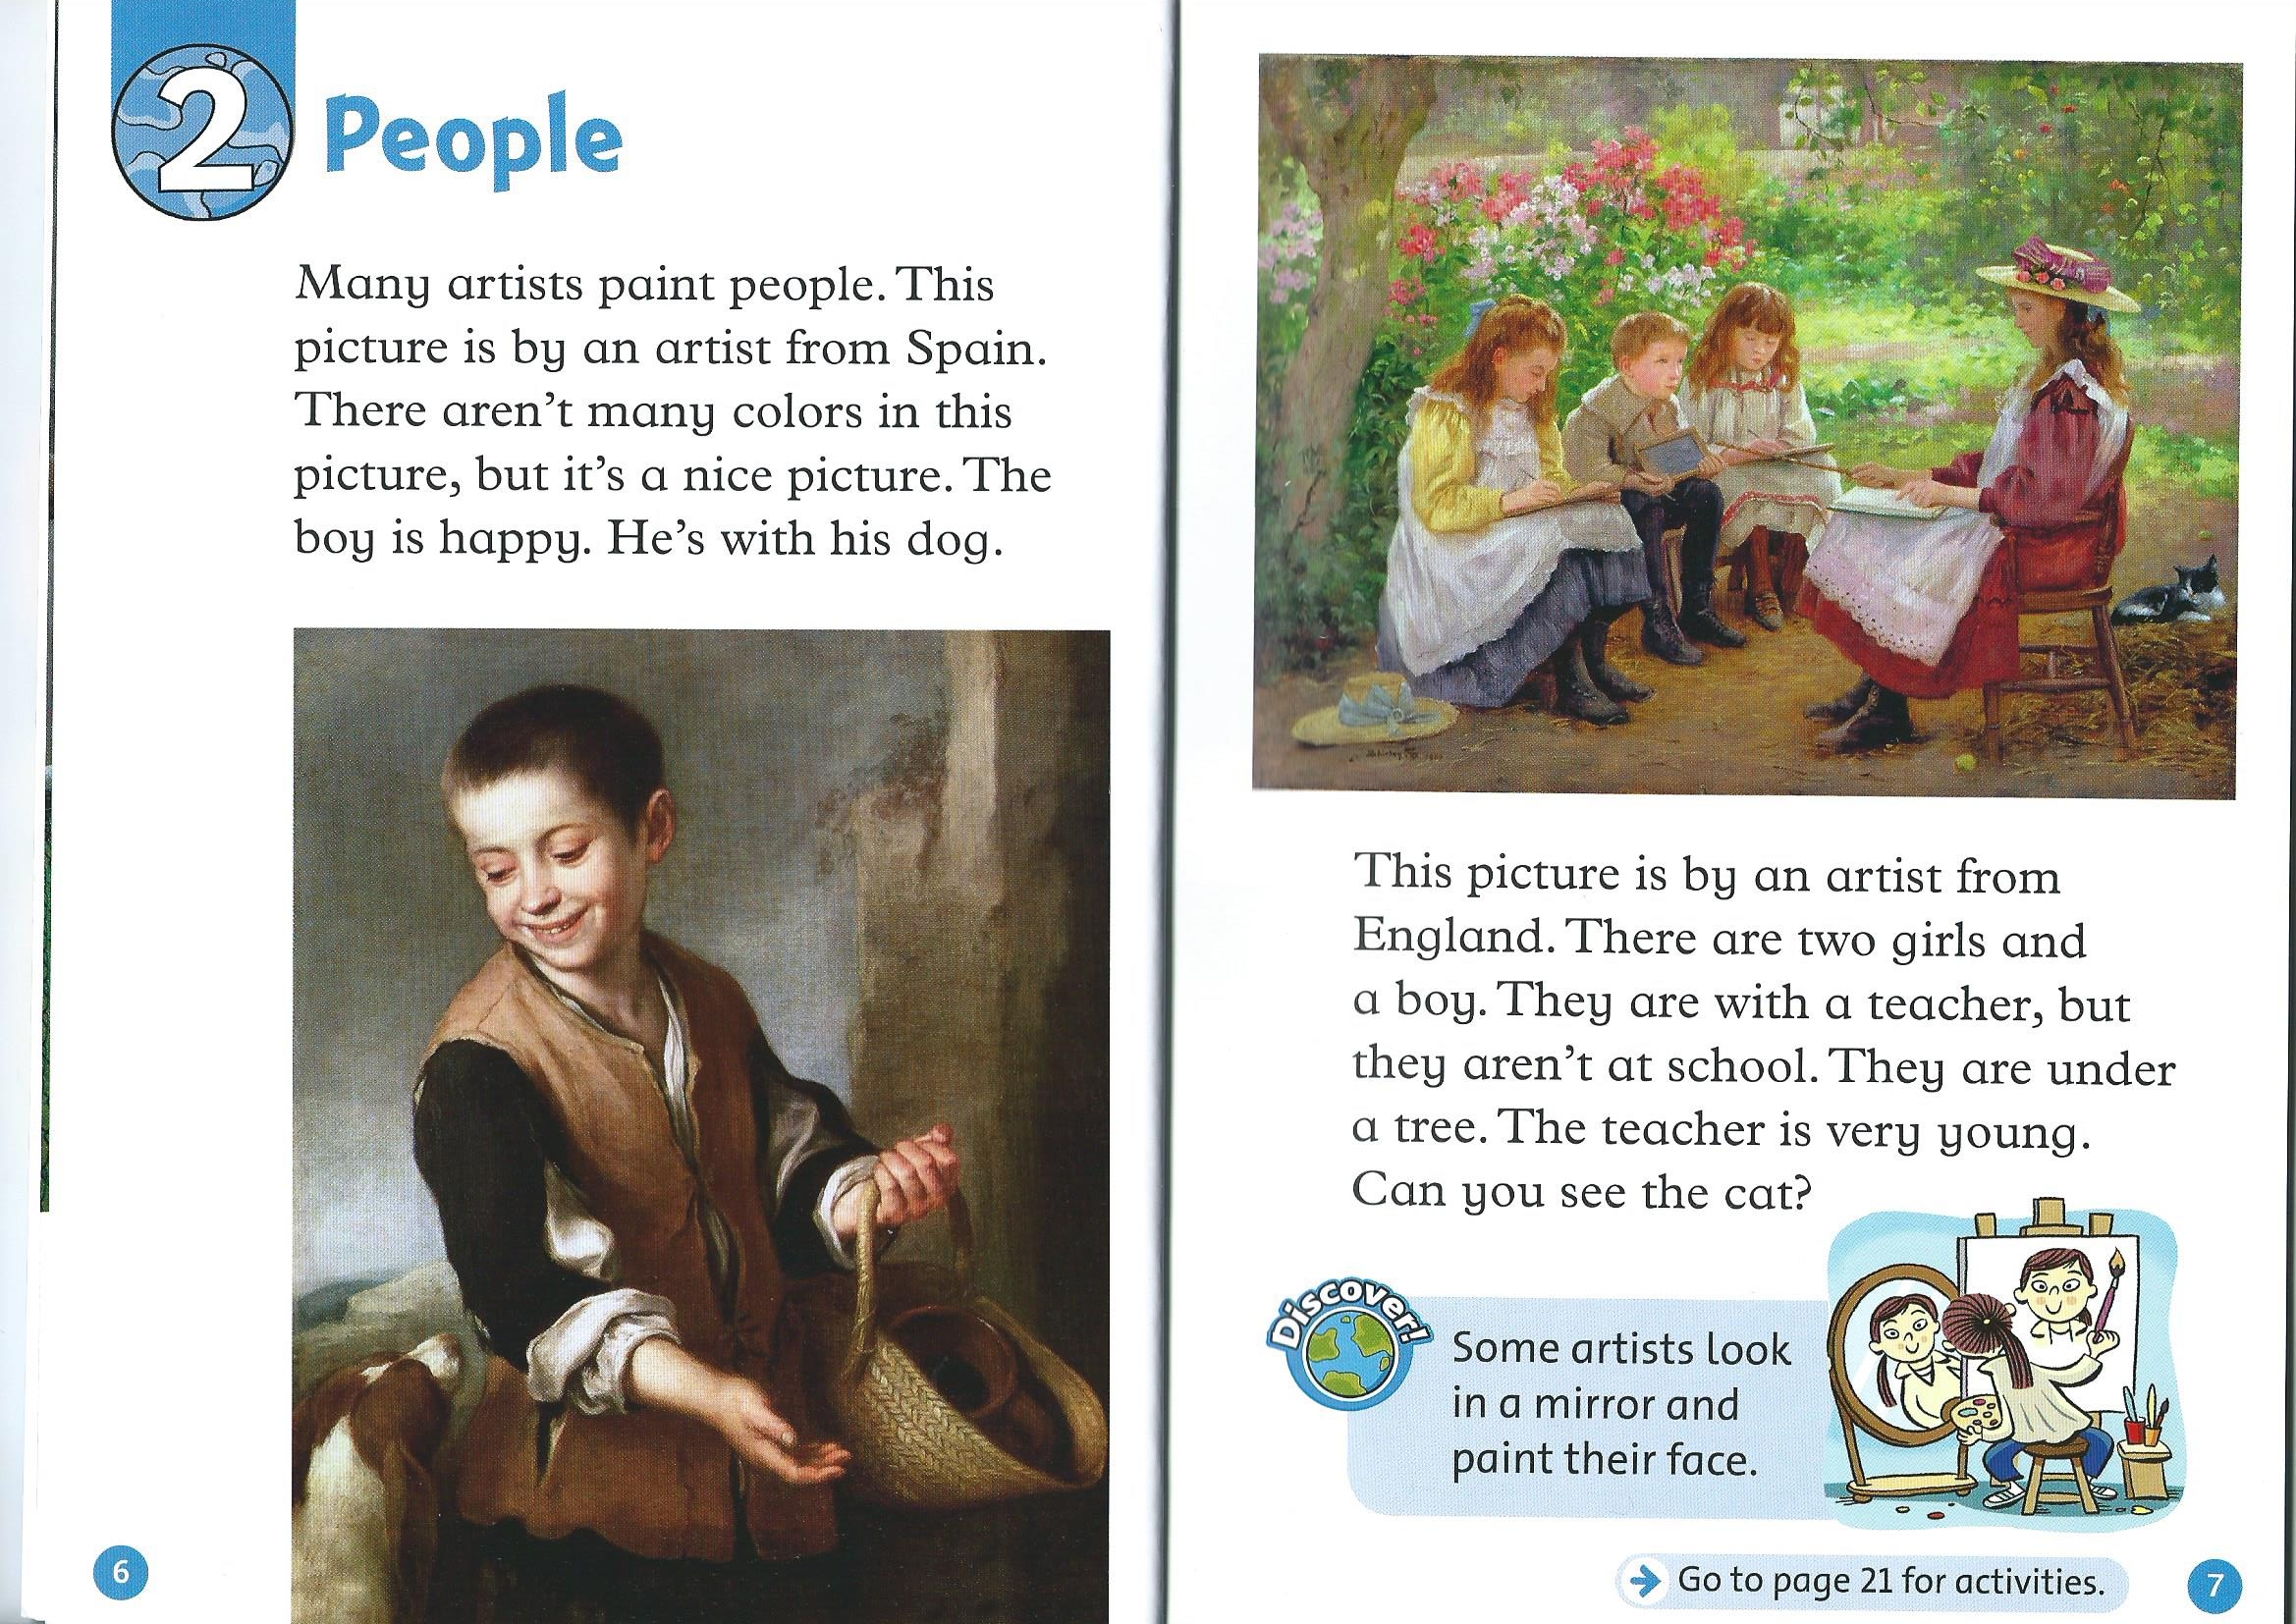 2
People
Many artists paint people. This
picture is by an artist from Spain.
There aren't many colors in this
picture, but it's a nice picture. The
boy is happy. He's with his dog.
6
This picture is by an artist from
England. There are two girls and
a boy. They are with a teacher, but
they aren't at school. They are under
a tree. The teacher is very young.
Can you see the cat?
Discover!
Some artists look
in a mirror and
paint their face.
Go to page 21 for activities.
7